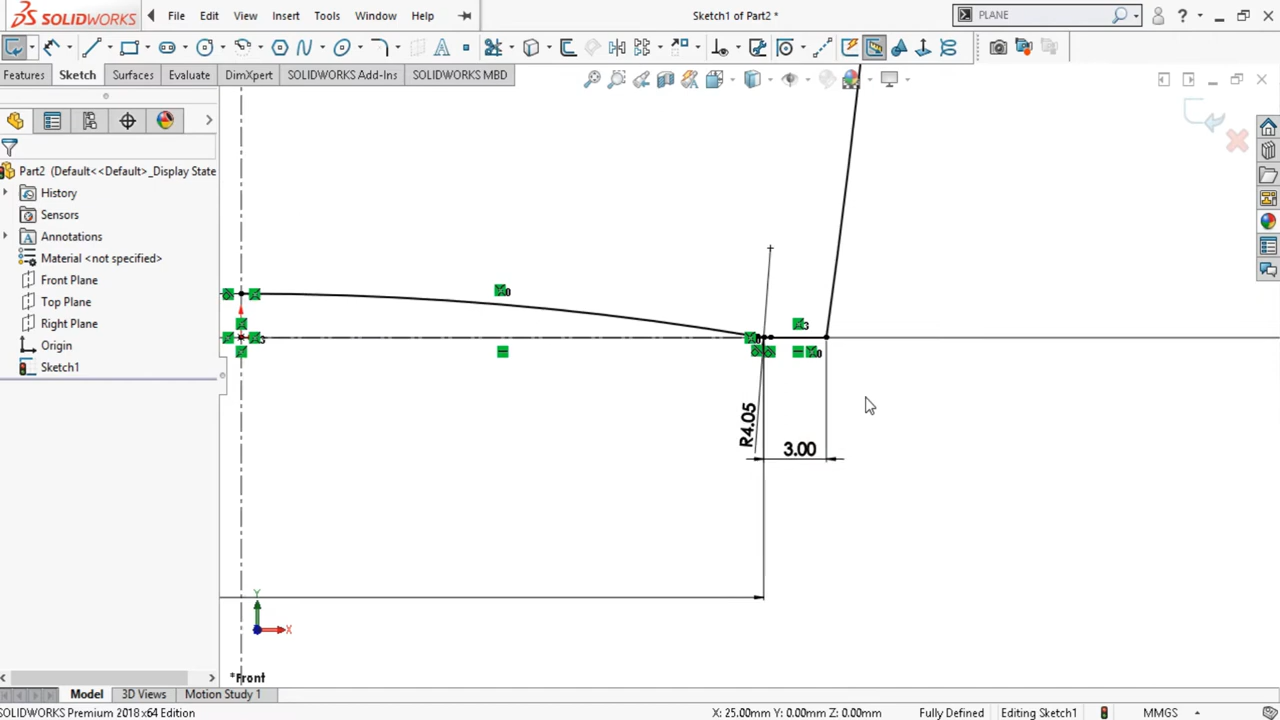 SOLIDWORKS File Edit View Insert Tools Window Help Sketch1 of Part2 * PLANE
Features Sketch Surfaces Evaluate DimXpert SOLIDWORKS Add-Ins SOLIDWORKS MBD
Part2 (Default<<Default>_Display State
History
Sensors
Annotations
Material <not specified>
Front Plane
Top Plane
Right Plane
Origin
Sketch1
R4.05
3.00
Y
X
*Front
Model 3D Views Motion Study 1
SOLIDWORKS Premium 2018 x64 Edition X: 25.00mm Y: 0.00mm Z: 0.00mm Fully Defined Editing Sketch1 MMGS